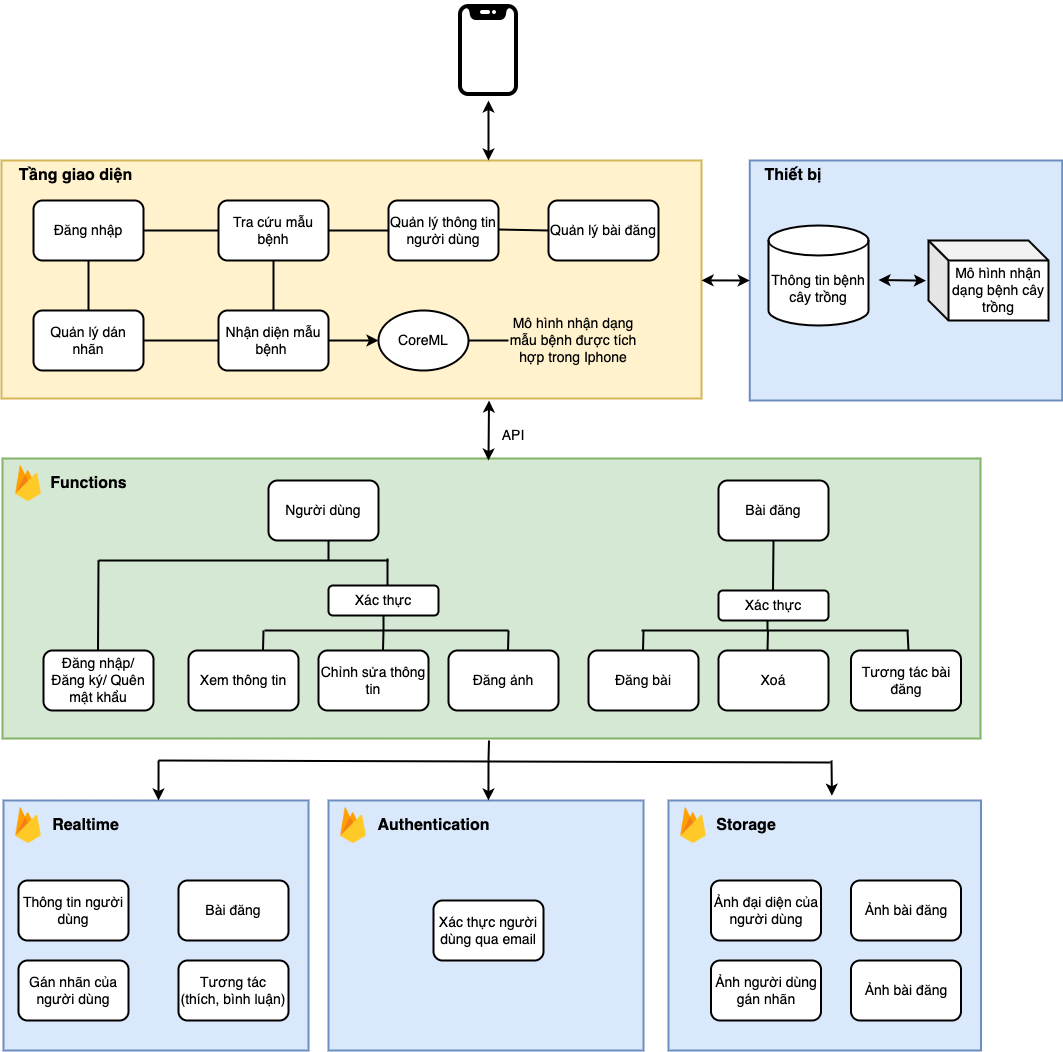 Tầng giao diện
Đăng nhập
Tra cứu mẫu
bệnh
Quản lý thông tin
người dùng
Quản lý bài đăng
Quản lý dán
nhãn
Nhận diện mẫu
bệnh
CoreML
Mô hình nhận dạng
mẫu bệnh được tích
hợp trong Iphone
Thiết bị
Thông tin bệnh
cây trồng
Mô hình nhận
dạng bệnh cây
trồng
API
Functions
Người dùng
Bài đăng
Xác thực
Xác thực
Đăng nhập/
Đăng ký/ Quên
mật khẩu
Xem thông tin
Chỉnh sửa thông
tin
Đăng ảnh
Đăng bài
Xoá
Tương tác bài
đăng
Realtime
Thông tin người
dùng
Bài đăng
Gán nhãn của
người dùng
Tương tác
(thích, bình luận)
Authentication
Xác thực người
dùng qua email
Storage
Ảnh đại diện của
người dùng
Ảnh bài đăng
Ảnh người dùng
gán nhãn
Ảnh bài đăng